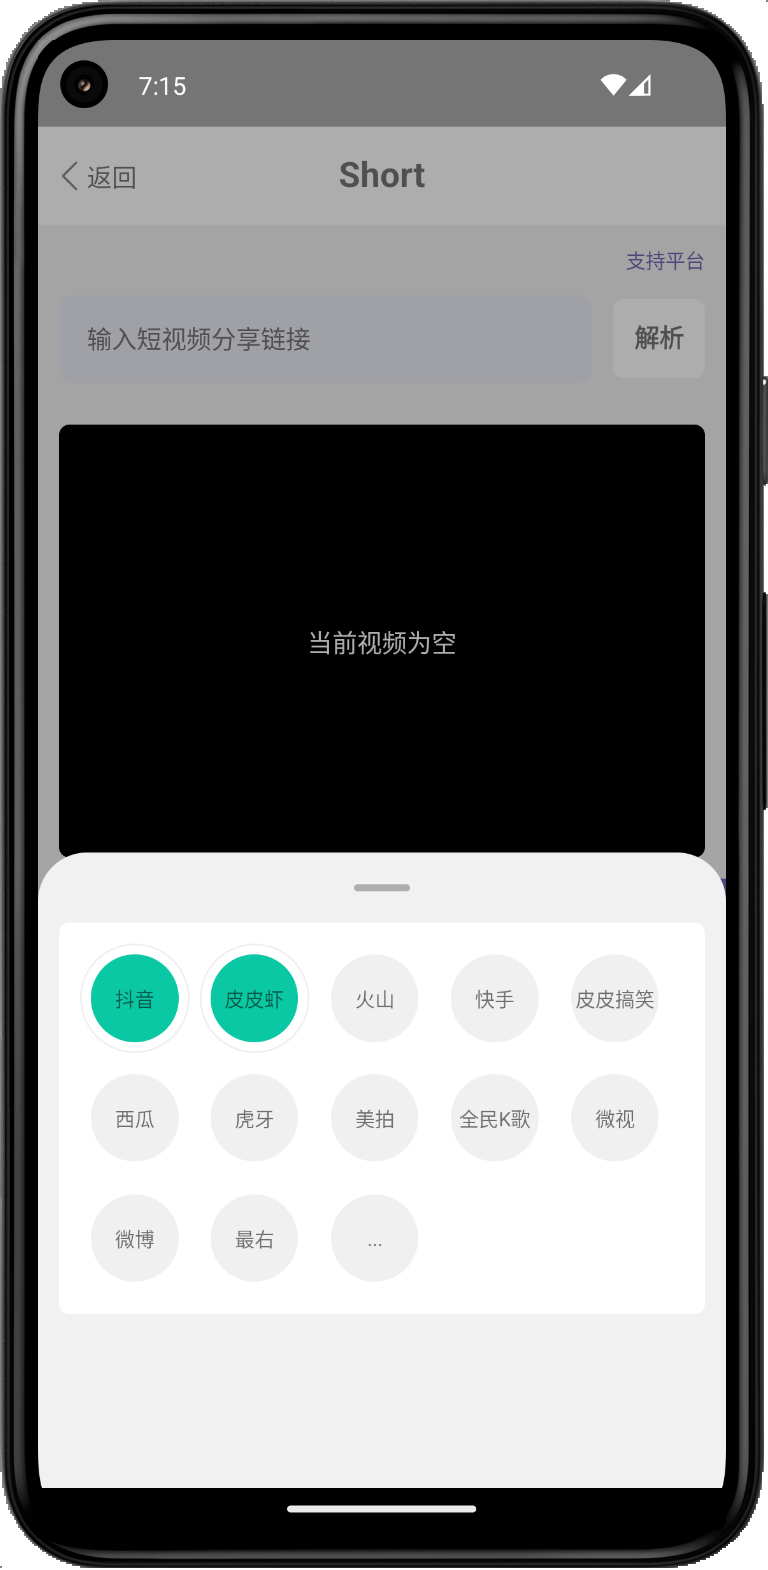 7:15
返回
Short
支持平台
输入短视频分享链接
解析
当前视频为空
抖音 皮皮虾 火山 快手 皮皮搞笑
西瓜 虎牙 美拍 全民K歌 微视
微博 最右 ...